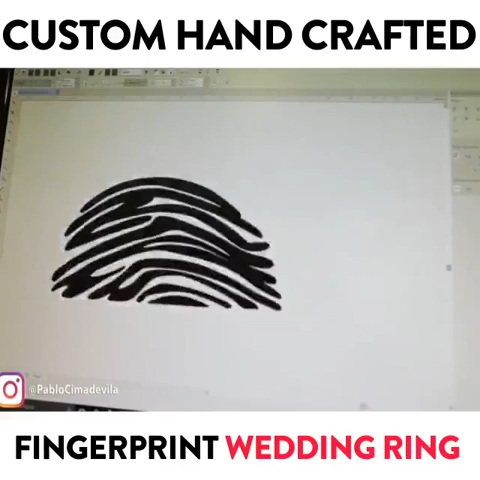 CUSTOM HAND CRAFTED
@PabloCimadevila
FINGERPRINT WEDDING RING